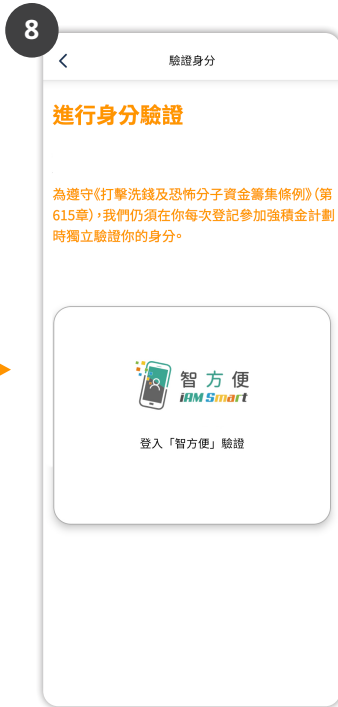 8
驗證身分
進行身分驗證
為遵守《打擊洗錢及恐怖分子資金籌集條例》(第
615章),我們仍須在你每次登記參加強積金計劃
時獨立驗證你的身分。
智方便
iAM Smart
登入「智方便」驗證